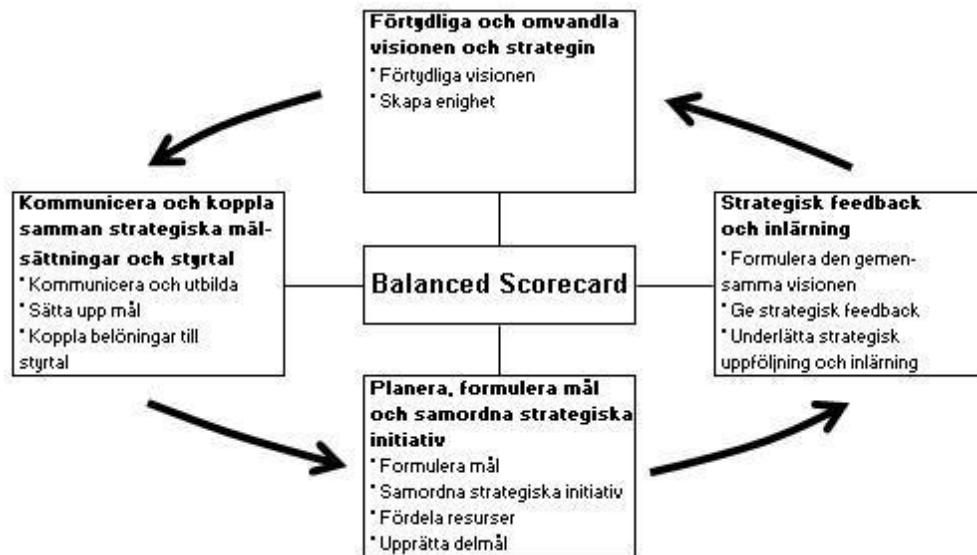 Förtydliga och omvandla
visionen och strategin
* Förtydliga visionen
* Skapa enighet
Kommunicera och koppla
samman strategiska mål-
sättningar och styrtal
* Kommunicera och utbilda
* Sätta upp mål
* Koppla belöningar till
styrtal
Balanced Scorecard
Strategisk feedback
och inlärning
* Formulera den gemen-
samma visionen
* Ge strategisk feedback
* Underlätta strategisk
uppföljning och inlärning
Planera, formulera mål
och samordna strategiska
initiativ
* Formulera mål
* Samordna strategiska initiativ
* Fördela resurser
* Upprätta delmål